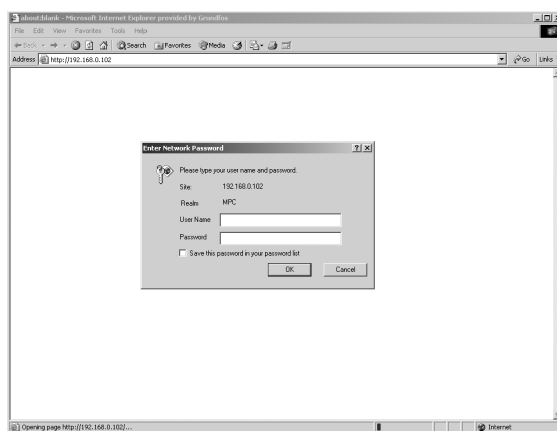 about:blank - Microsoft Internet Explorer provided by Grundfos
File Edit View Favorites Tools Help
Back Search Favorites Media
Address http://192.168.0.102 Go Links
Enter Network Password
Please type your user name and password.
Site: 192.168.0.102
Realm MPC
User Name
Password
Save this password in your password list
OK Cancel
Opening page http://192.168.0.102/... Internet